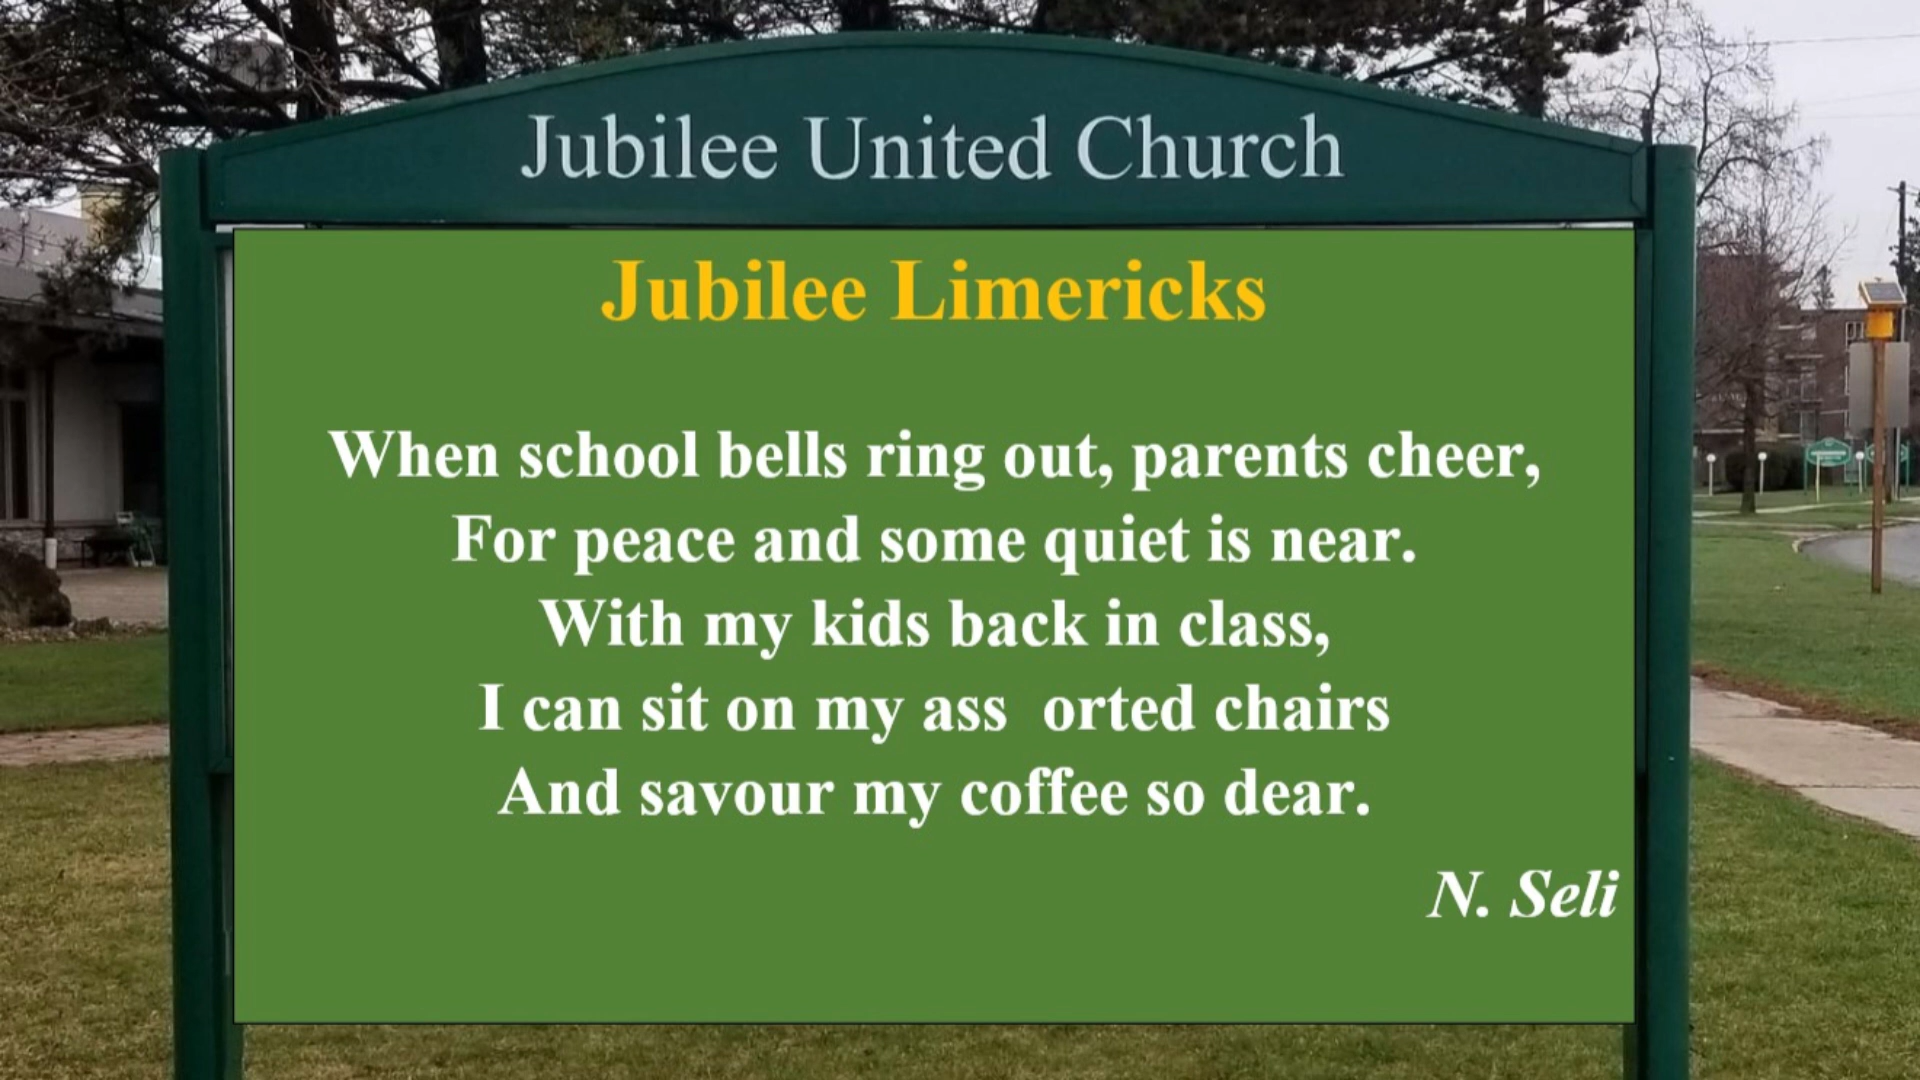 Jubilee United Church
Jubilee Limericks
When school bells ring out, parents cheer,
For peace and some quiet is near.
With my kids back in class,
I can sit on my ass  orted chairs
And savour my coffee so dear.
N. Seli